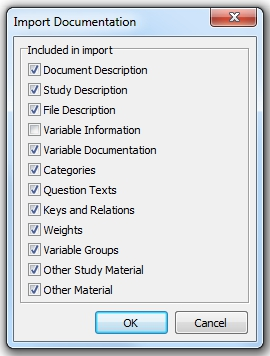 Import Documentation
Included in import
Document Description
Study Description
File Description
Variable Information
Variable Documentation
Categories
Question Texts
Keys and Relations
Weights
Variable Groups
Other Study Material
Other Material
OK
Cancel